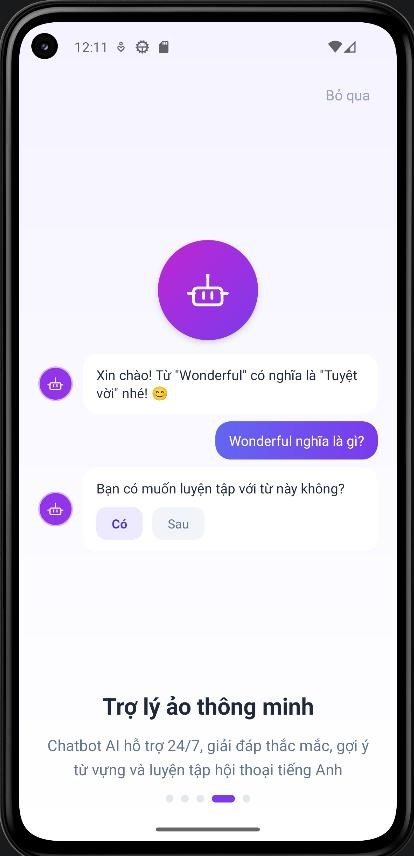 12:11
Bỏ qua
Xin chào! Từ "Wonderful" có nghĩa là "Tuyệt
vời" nhé! 😊
Wonderful nghĩa là gì?
Bạn có muốn luyện tập với từ này không?
Có
Sau
Trợ lý ảo thông minh
Chatbot AI hỗ trợ 24/7, giải đáp thắc mắc, gợi ý
từ vựng và luyện tập hội thoại tiếng Anh